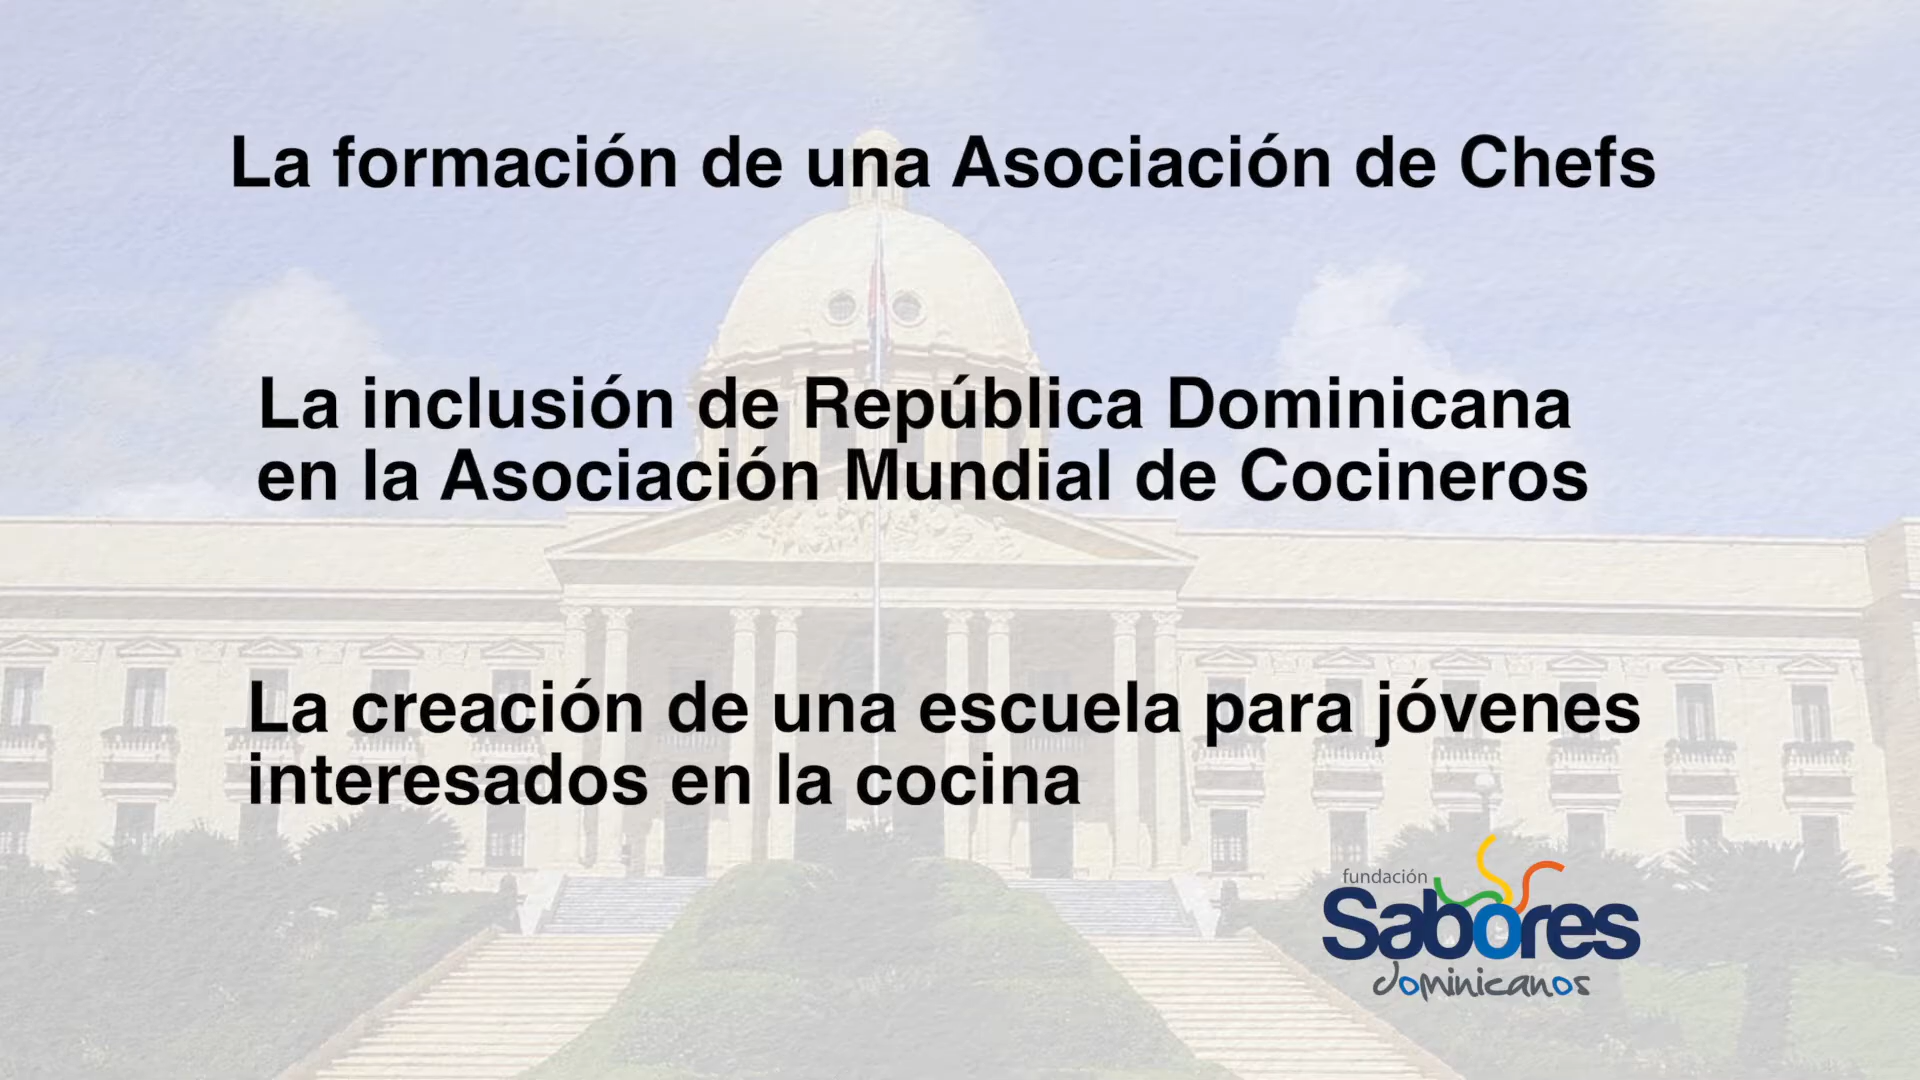 La formación de una Asociación de Chefs
La inclusión de República Dominicana
en la Asociación Mundial de Cocineros
La creación de una escuela para jóvenes
interesados en la cocina
fundación
Sabores
dominicanos